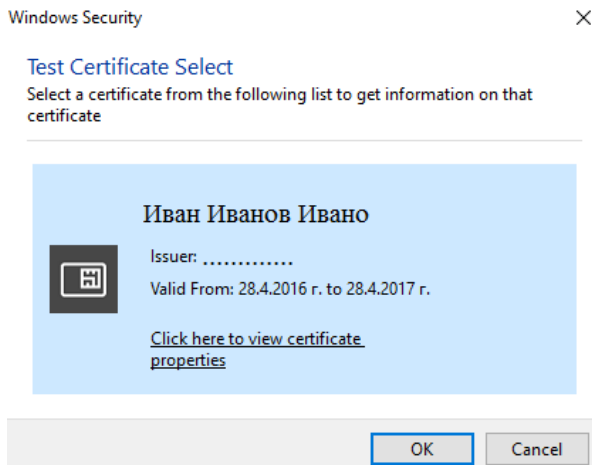 Windows Security
Test Certificate Select
Select a certificate from the following list to get information on that
certificate
Иван Иванов Ивано
Issuer: .............
Valid From: 28.4.2016 г. to 28.4.2017 г.
Click here to view certificate
properties
OK
Cancel